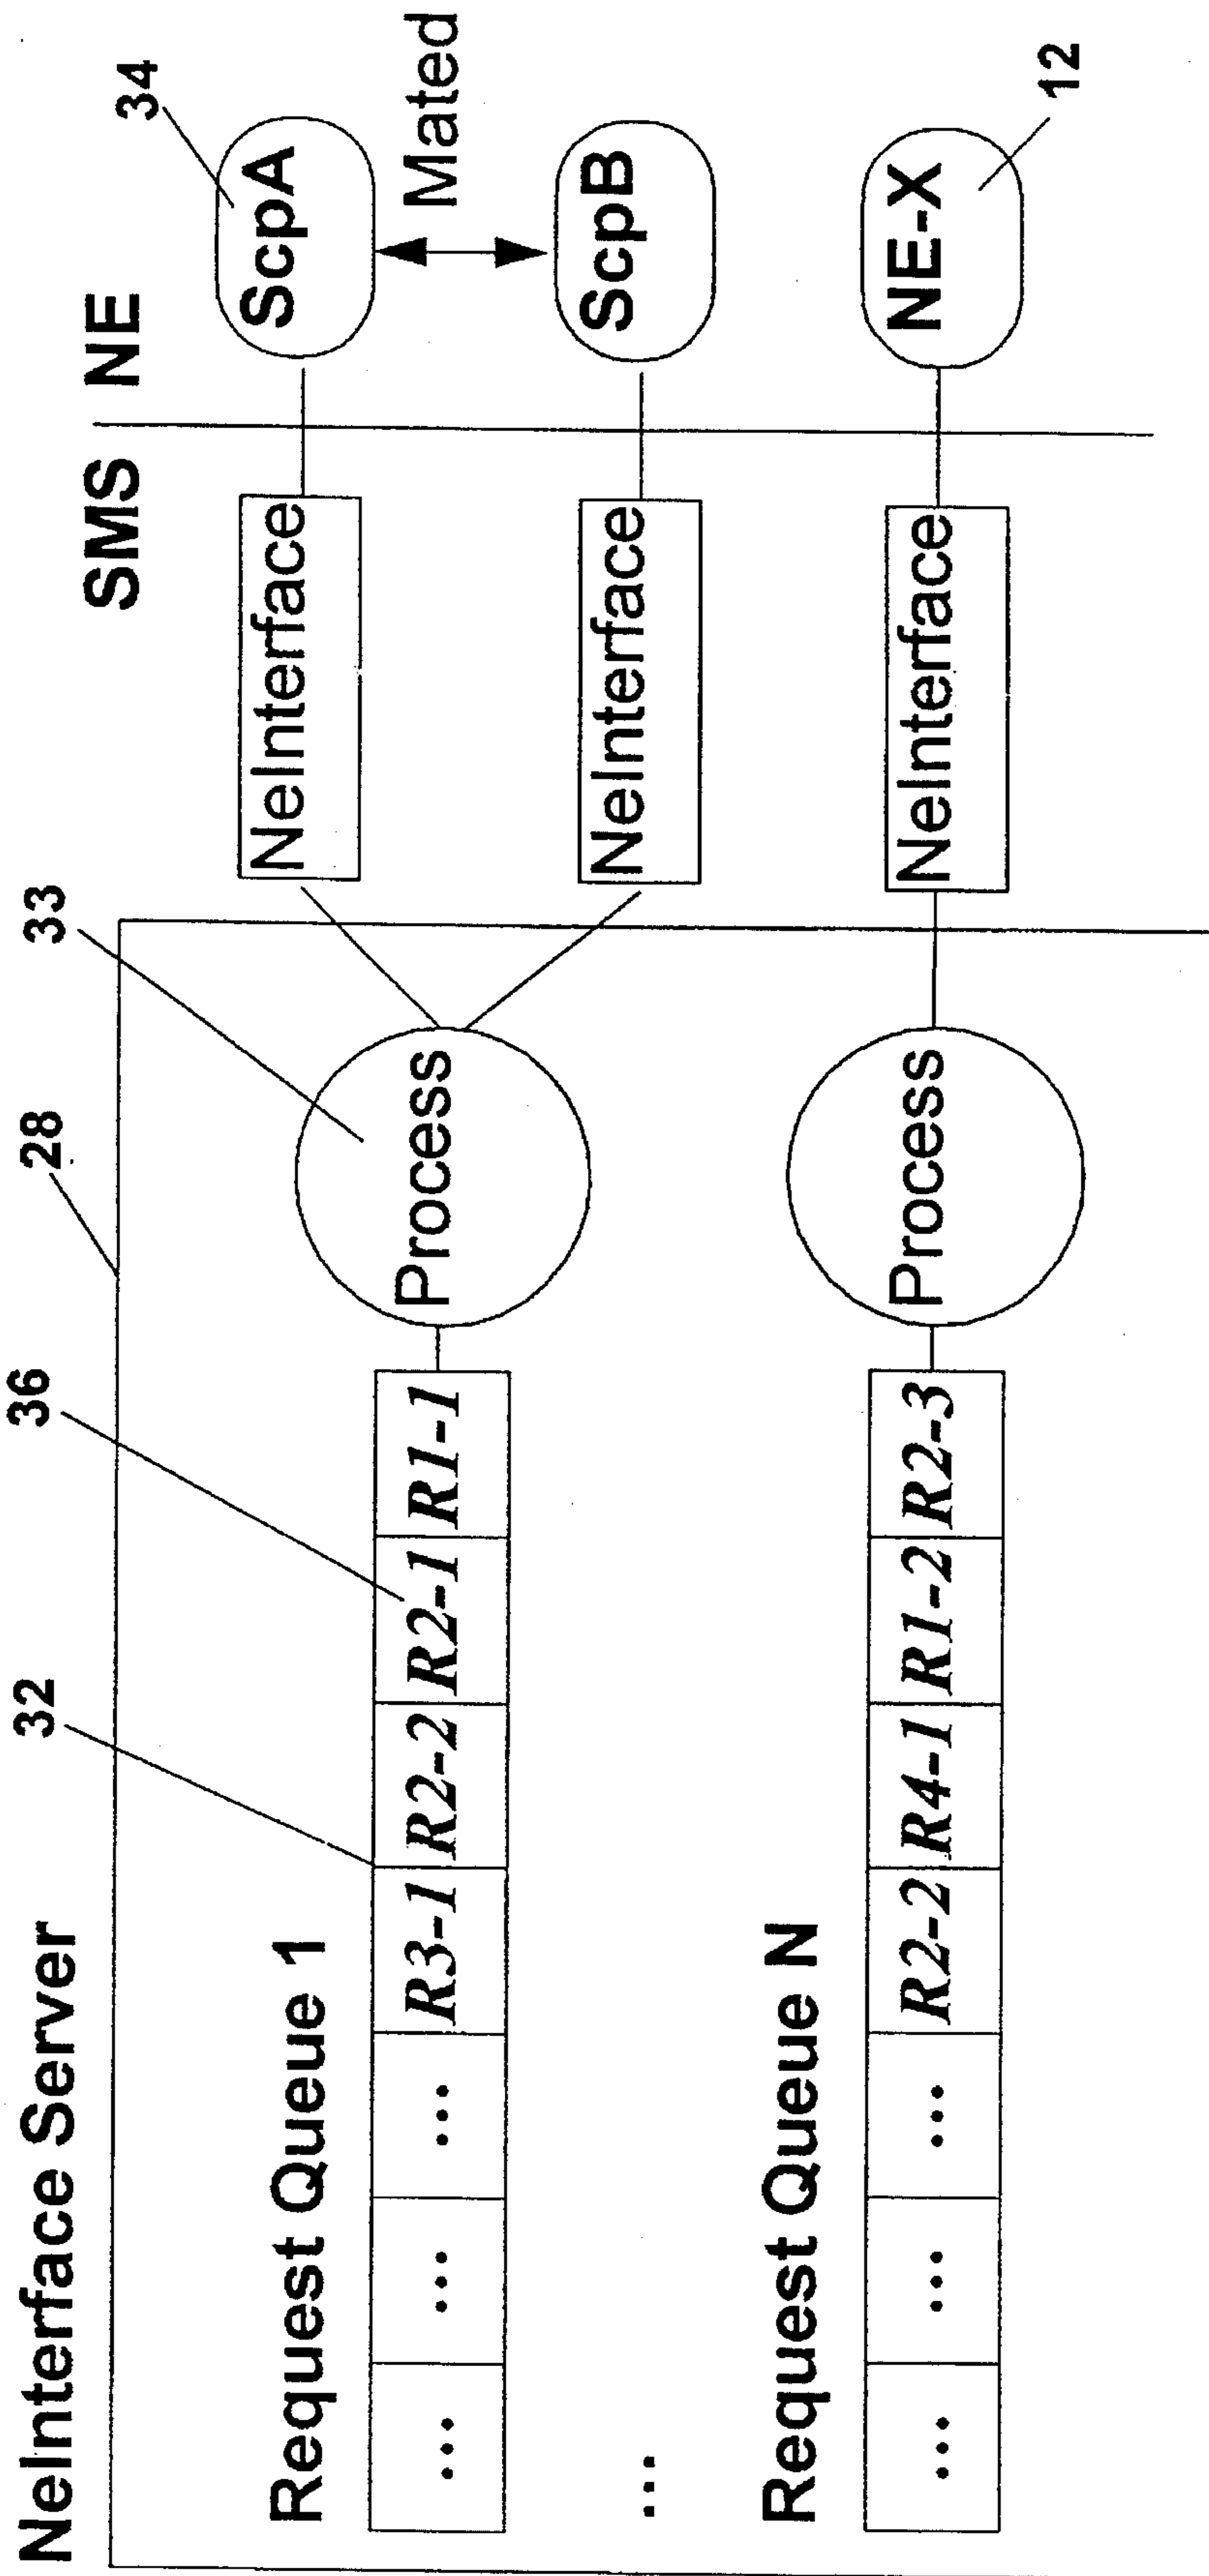 NeInterface Server
28
33
SMS NE
34
32
36
Request Queue 1
... ... ... R3-1 R2-2 R2-1 R1-1
Process
NeInterface
ScpA
Mated
NeInterface
ScpB
...
Request Queue N
... ... ... R2-2 R4-1 R1-2 R2-3
Process
NeInterface
NE-X
12